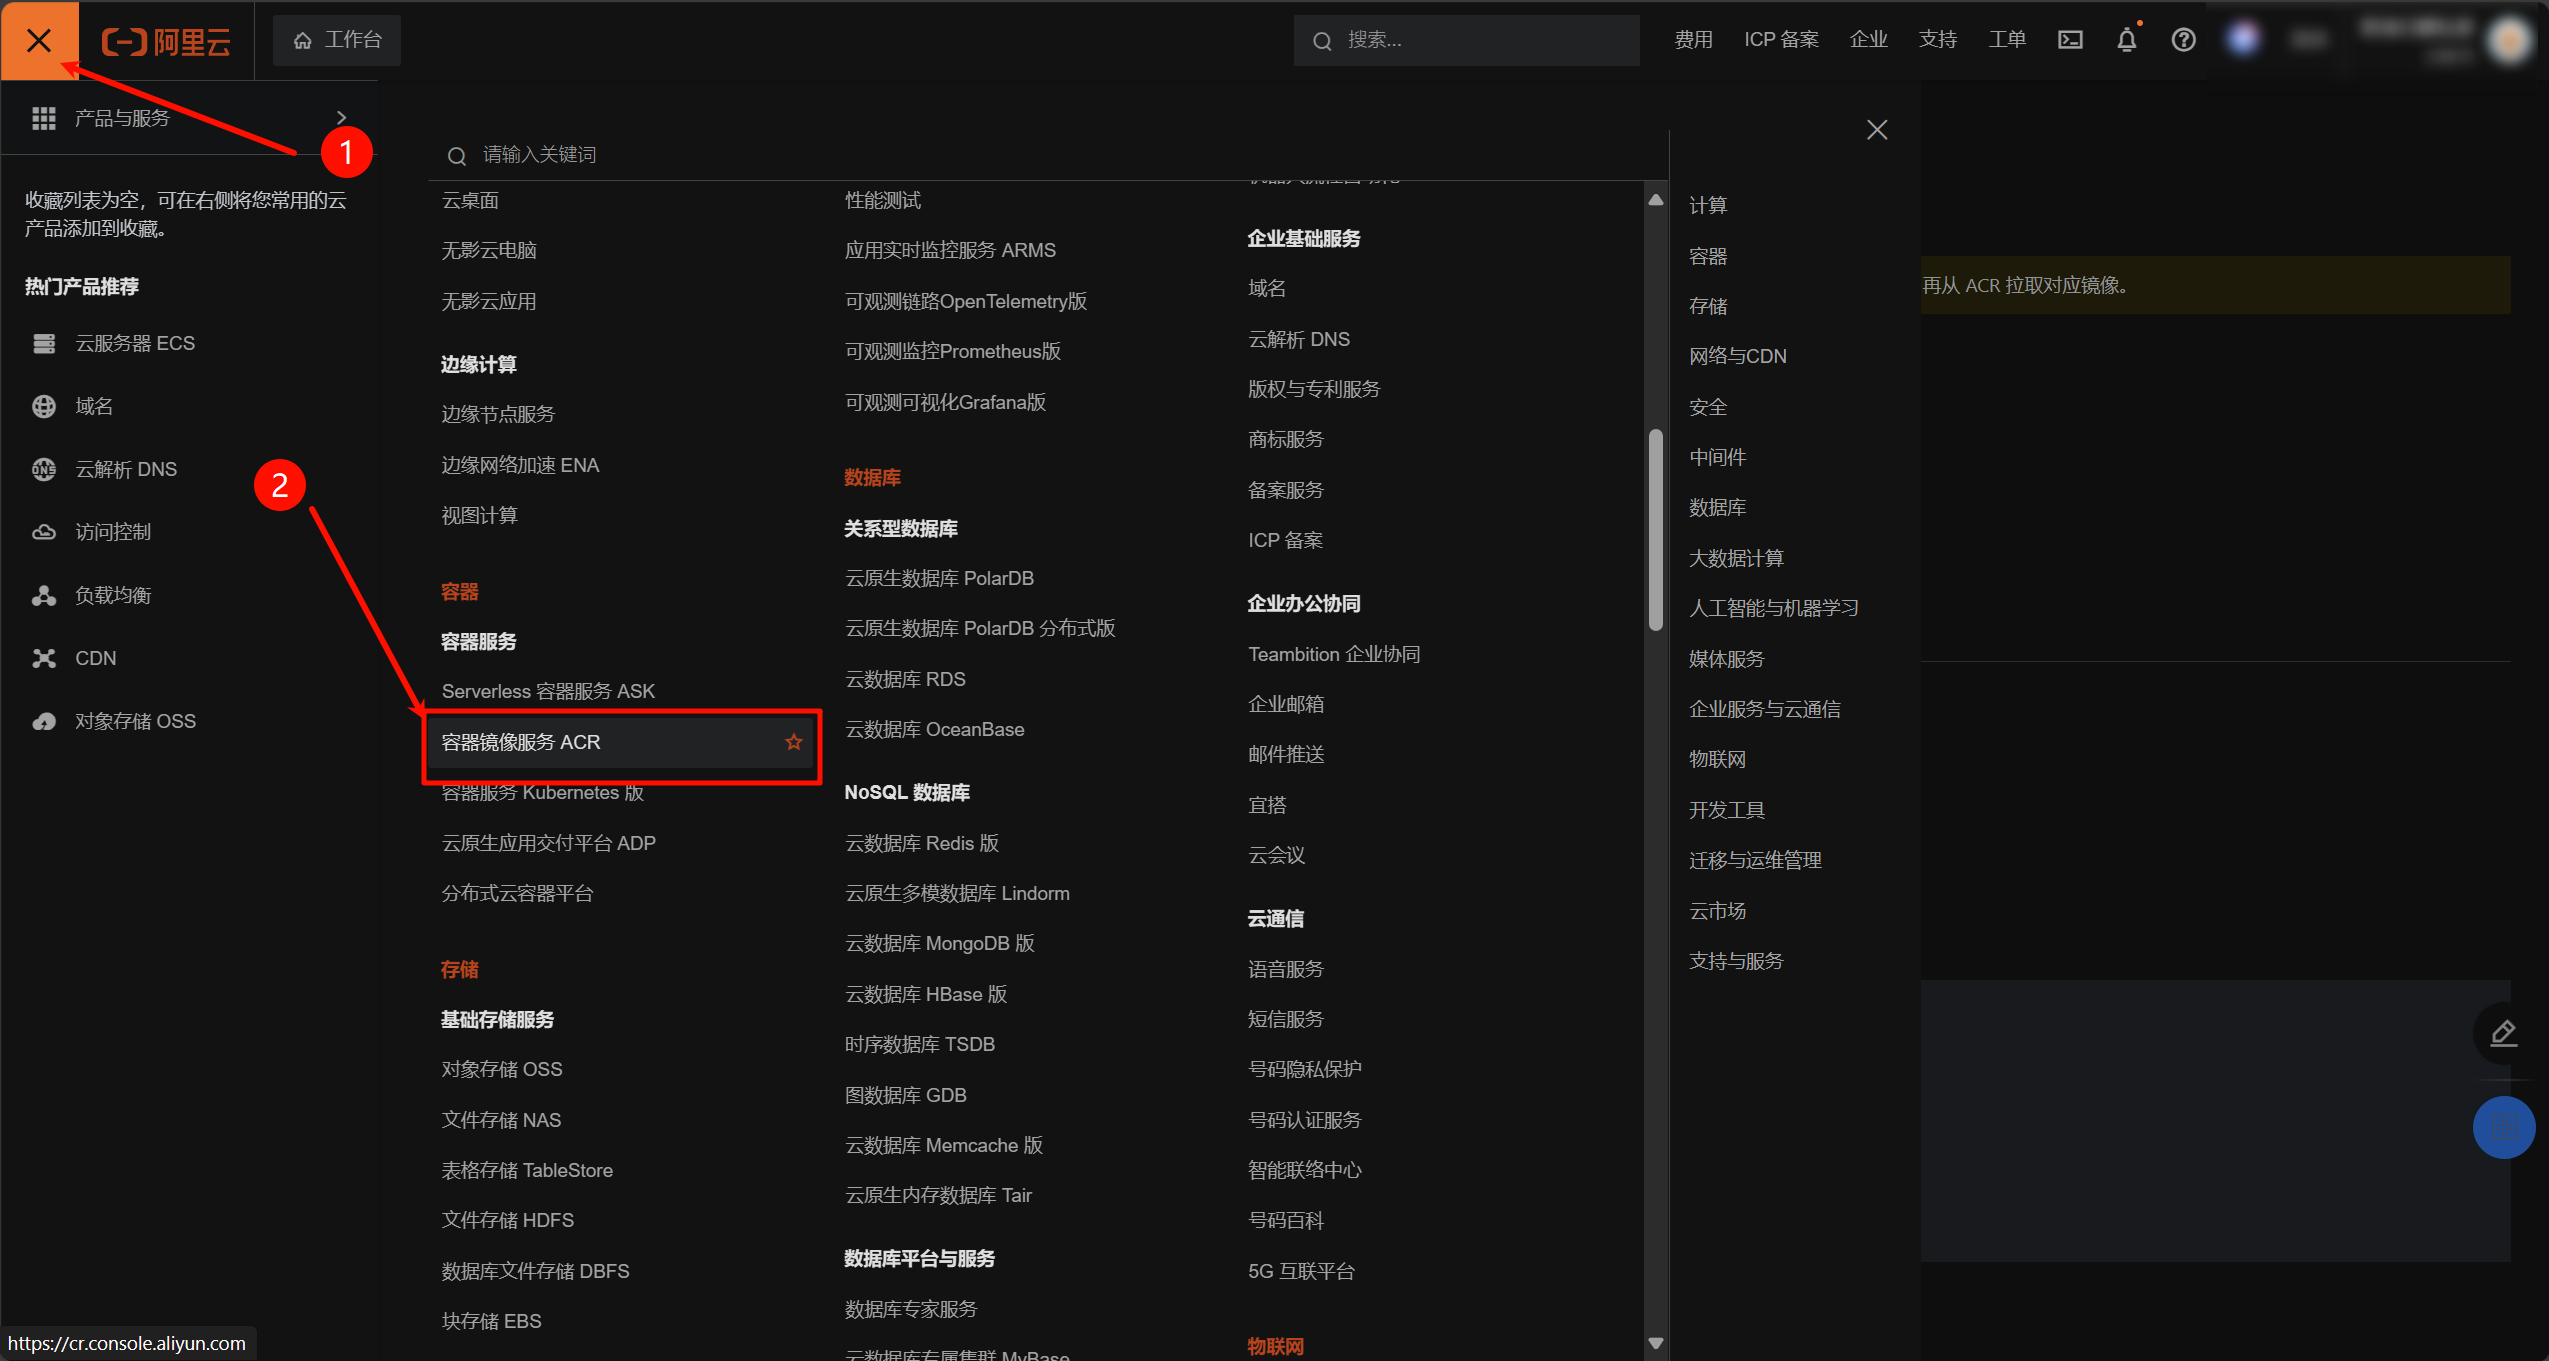 阿里云
工作台
搜索...
费用
ICP 备案
企业
支持
工单
产品与服务
1
收藏列表为空，可在右侧将您常用的云
产品添加到收藏。
热门产品推荐
云服务器 ECS
域名
DNS
云解析 DNS
访问控制
负载均衡
CDN
对象存储 OSS
2
请输入关键词
云桌面
无影云电脑
无影云应用
边缘计算
边缘节点服务
边缘网络加速 ENA
视图计算
容器
容器服务
Serverless 容器服务 ASK
容器镜像服务 ACR
容器服务 Kubernetes 版
云原生应用交付平台 ADP
分布式云容器平台
存储
基础存储服务
对象存储 OSS
文件存储 NAS
表格存储 TableStore
文件存储 HDFS
数据库文件存储 DBFS
块存储 EBS
性能测试
应用实时监控服务 ARMS
可观测链路OpenTelemetry版
可观测监控Prometheus版
可观测可视化Grafana版
数据库
关系型数据库
云原生数据库 PolarDB
云原生数据库 PolarDB 分布式版
云数据库 RDS
云数据库 OceanBase
NoSQL 数据库
云数据库 Redis 版
云原生多模数据库 Lindorm
云数据库 MongoDB 版
云数据库 HBase 版
时序数据库 TSDB
图数据库 GDB
云数据库 Memcache 版
云原生内存数据库 Tair
数据库平台与服务
数据库专家服务
云数据库专属集群 MyBase
企业基础服务
域名
云解析 DNS
版权与专利服务
商标服务
备案服务
ICP 备案
企业办公协同
Teambition 企业协同
企业邮箱
邮件推送
宜搭
云会议
云通信
语音服务
短信服务
号码隐私保护
号码认证服务
智能联络中心
号码百科
5G 互联平台
物联网
计算
容器
存储
网络与CDN
安全
中间件
数据库
大数据计算
人工智能与机器学习
媒体服务
企业服务与云通信
物联网
开发工具
迁移与运维管理
云市场
支持与服务
再从 ACR 拉取对应镜像。
https://cr.console.aliyun.com